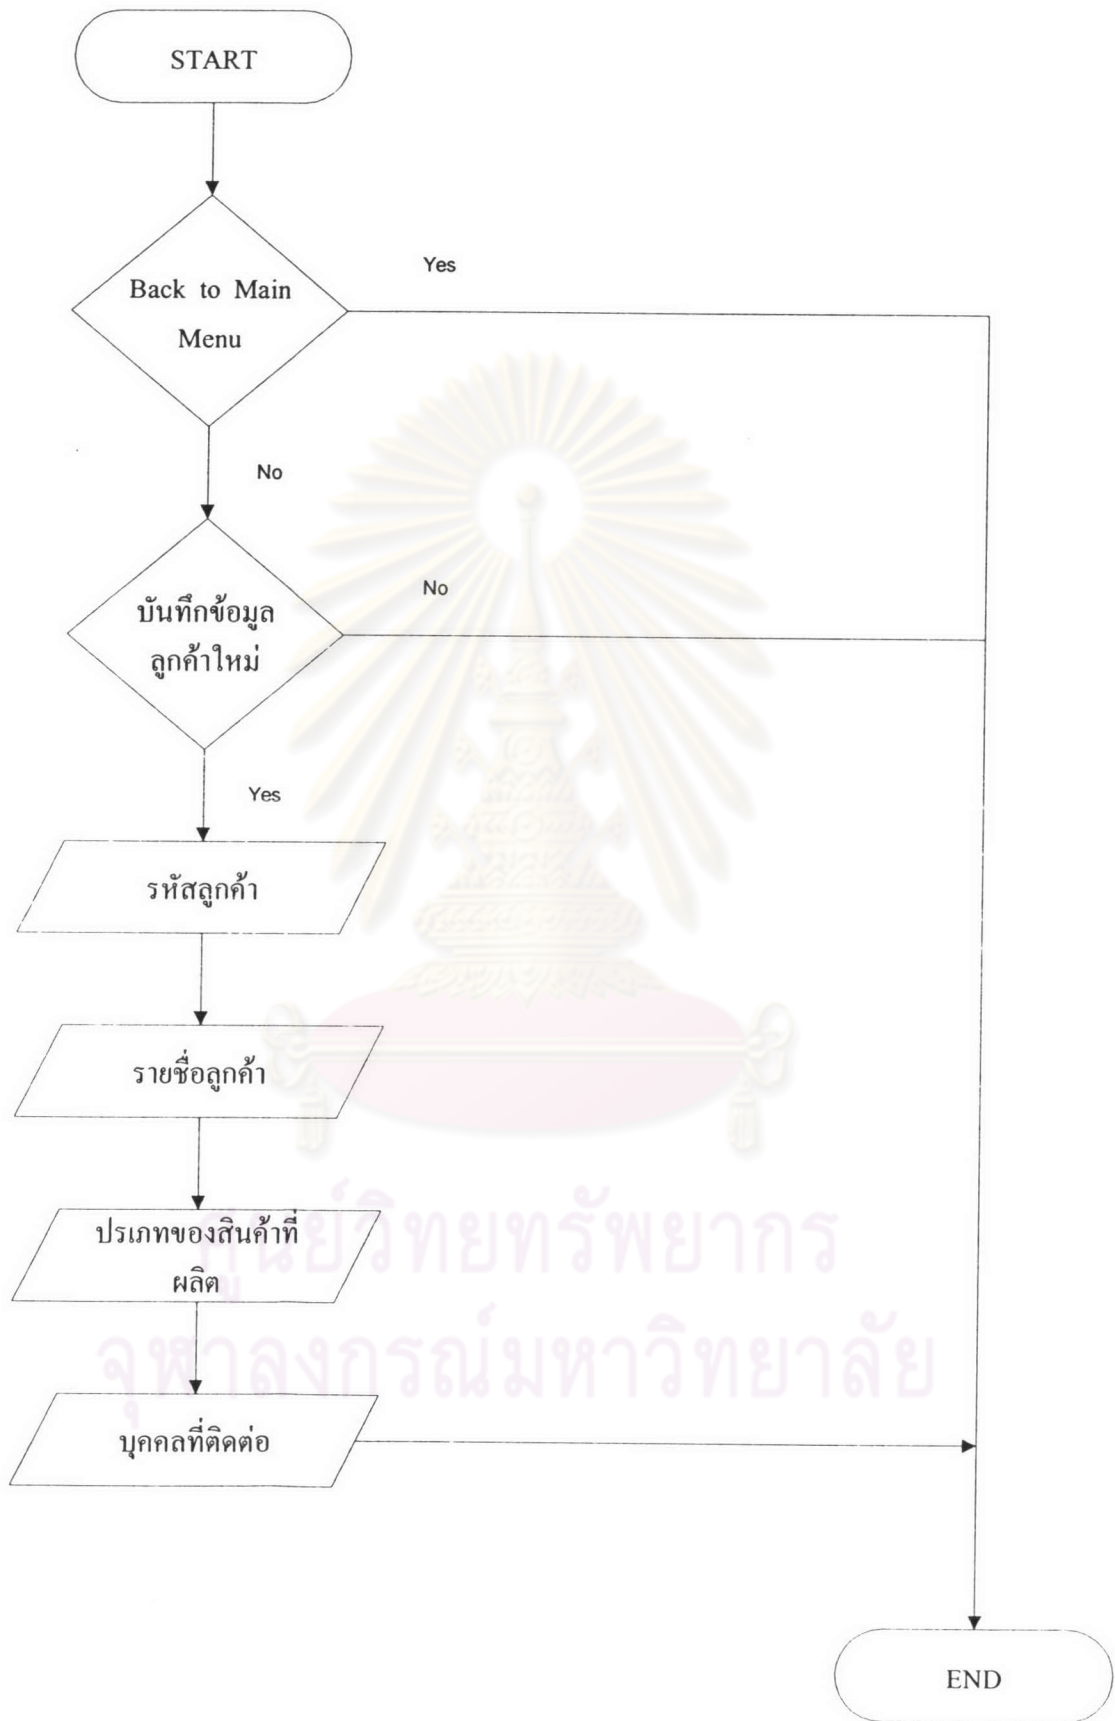 START
Back to Main
Menu
Yes
No
บันทึกข้อมูล
ลูกค้าใหม่
No
Yes
รหัสลูกค้า
รายชื่อลูกค้า
ประเภทของสินค้าที่
ผลิต
บุคคลที่ติดต่อ
END
ศูนย์วิทยทรัพยากร
จุฬาลงกรณ์มหาวิทยาลัย